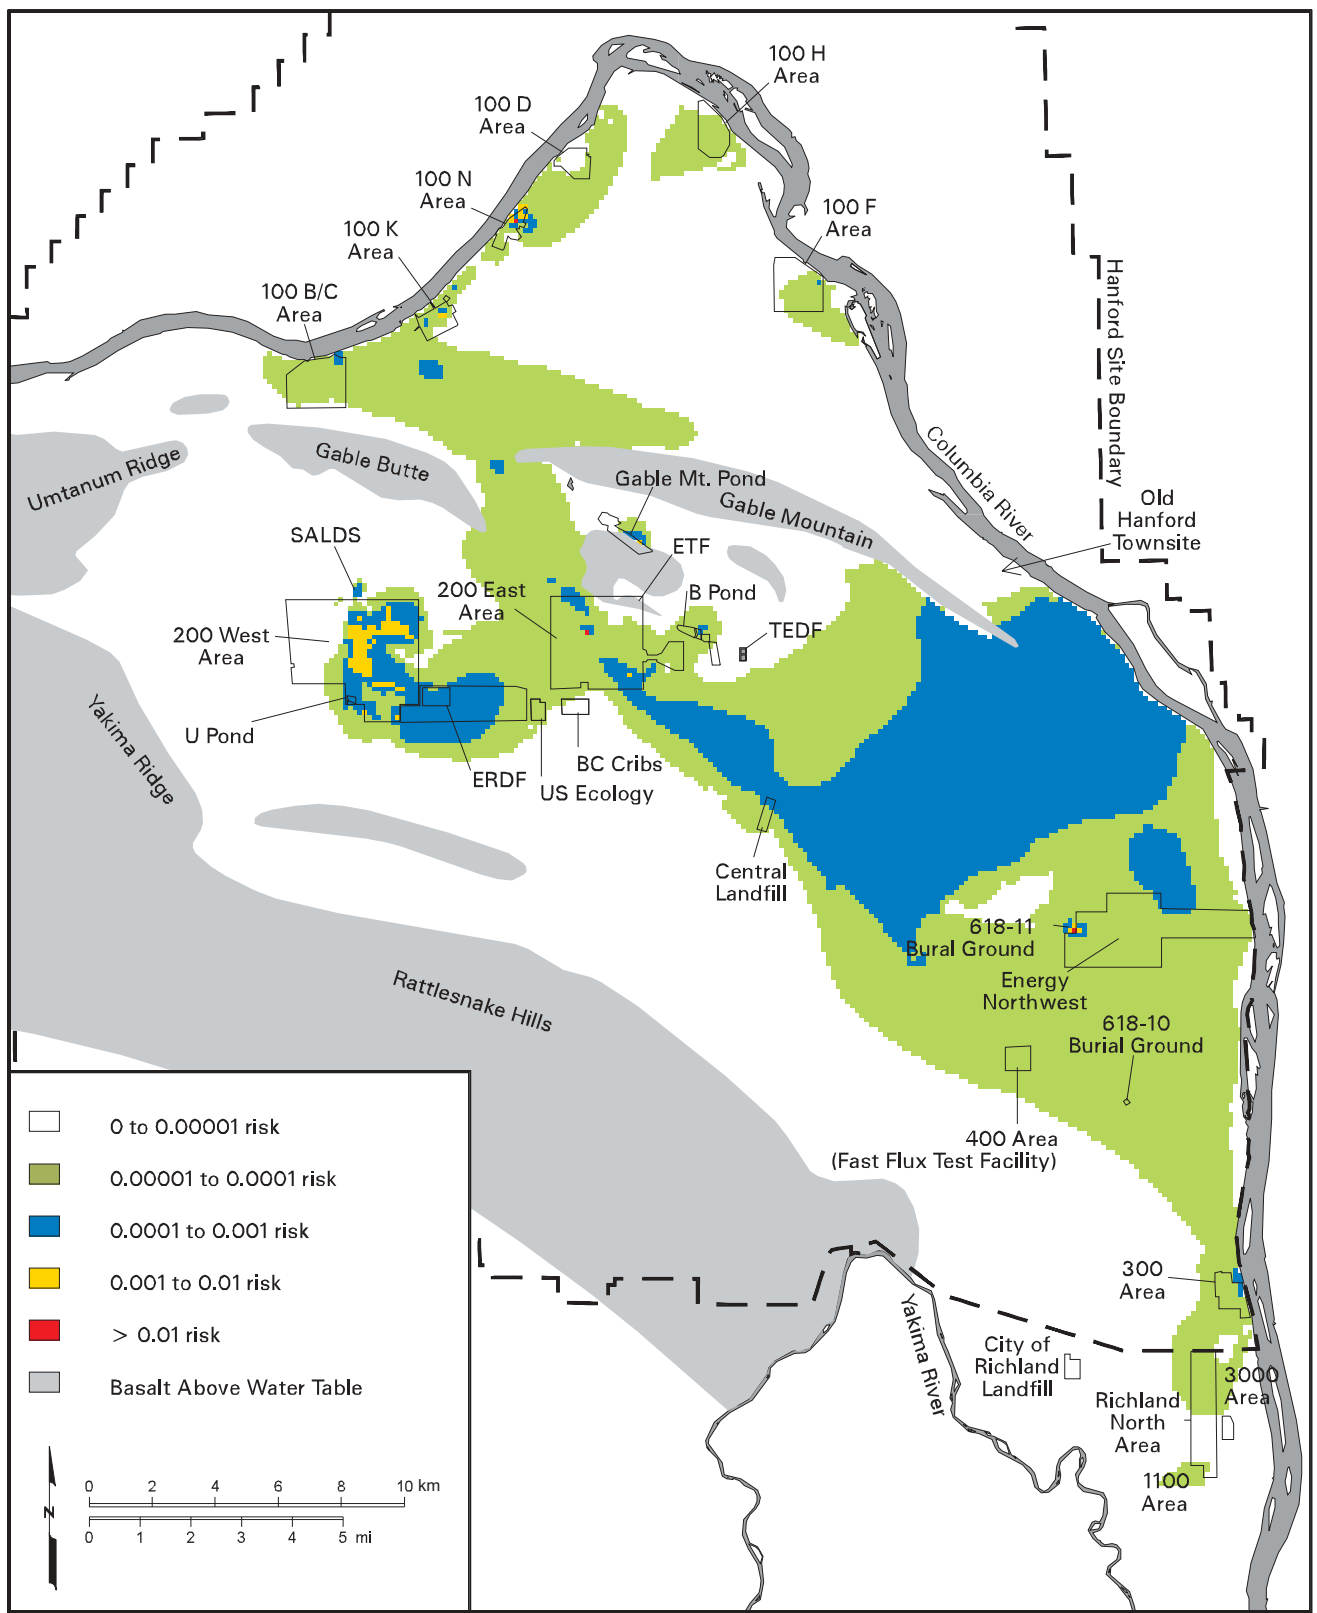 100 H
Area
100 D
Area
100 N
Area
100 K
Area
100 F
Area
100 B/C
Area
Hanford Site Boundary
Columbia River
Umtanum Ridge
Gable Butte
Gable Mt. Pond
Gable Mountain
Old
Hanford
Townsite
SALDS
ETF
200 East
Area
B Pond
200 West
Area
TEDF
Yakima Ridge
U Pond
ERDF
BC Cribs
US Ecology
Central
Landfill
618-11
Bural Ground
Energy
Northwest
Rattlesnake Hills
618-10
Burial Ground
400 Area
(Fast Flux Test Facility)
0 to 0.00001 risk
0.00001 to 0.0001 risk
0.0001 to 0.001 risk
0.001 to 0.01 risk
> 0.01 risk
Basalt Above Water Table
300
Area
Yakima River
City of
Richland
Landfill
3000
Area
Richland
North
Area
1100
Area
N
0 2 4 6 8 10 km
0 1 2 3 4 5 mi